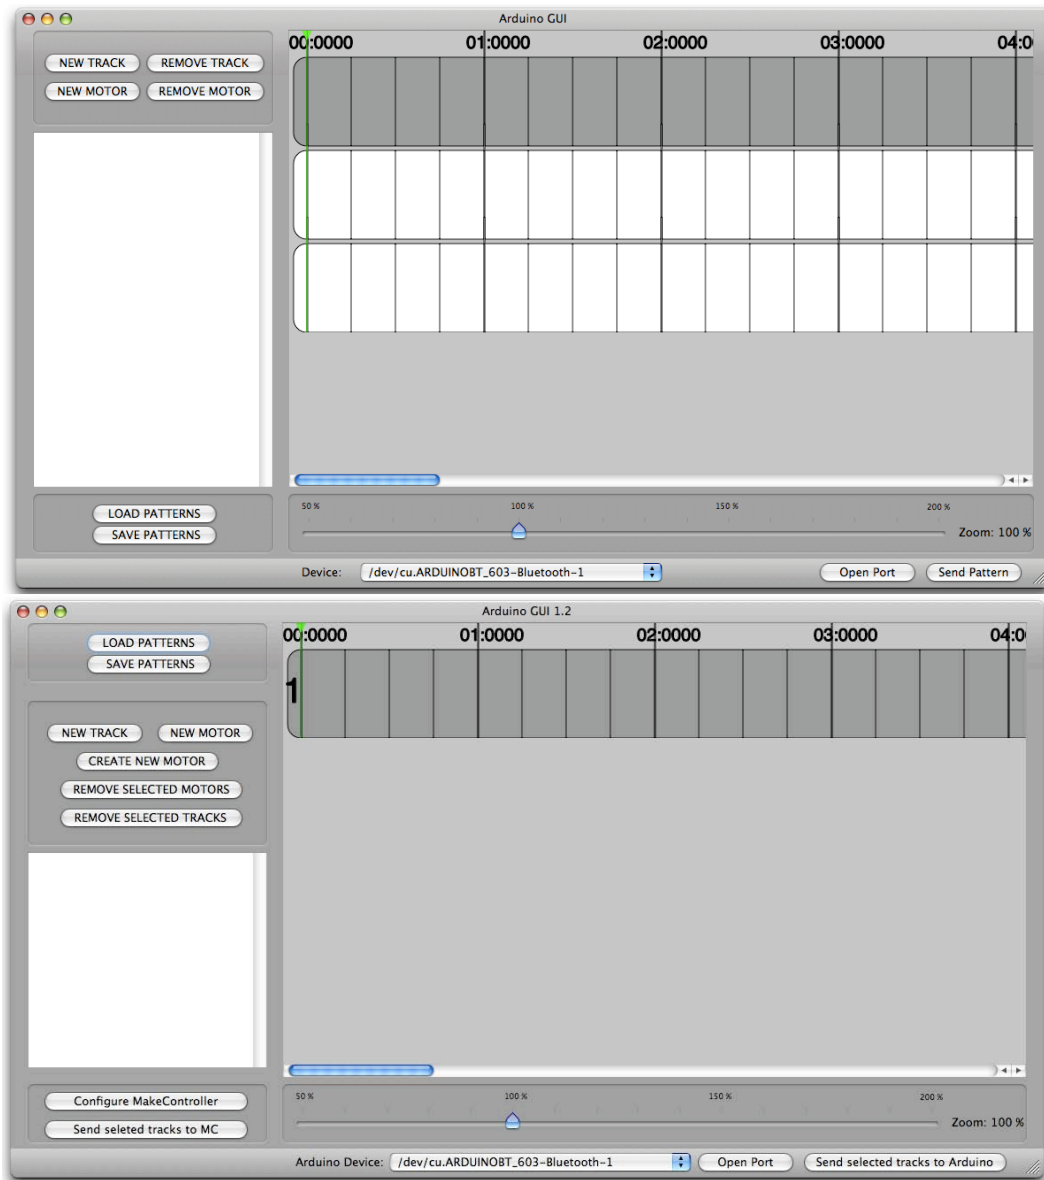 Arduino GUI
00:0000 01:0000 02:0000 03:0000 04:0
NEW TRACK REMOVE TRACK
NEW MOTOR REMOVE MOTOR
LOAD PATTERNS
SAVE PATTERNS
50 % 100 % 150 % 200 %
Zoom: 100 %
Device: /dev/cu.ARDUINOBT_603-Bluetooth-1 Open Port Send Pattern
Arduino GUI 1.2
LOAD PATTERNS
SAVE PATTERNS
00:0000 01:0000 02:0000 03:0000 04:0
1
NEW TRACK NEW MOTOR
CREATE NEW MOTOR
REMOVE SELECTED MOTORS
REMOVE SELECTED TRACKS
Configure MakeController
Send seleted tracks to MC
50 % 100 % 150 % 200 %
Zoom: 100 %
Arduino Device: /dev/cu.ARDUINOBT_603-Bluetooth-1 Open Port Send selected tracks to Arduino